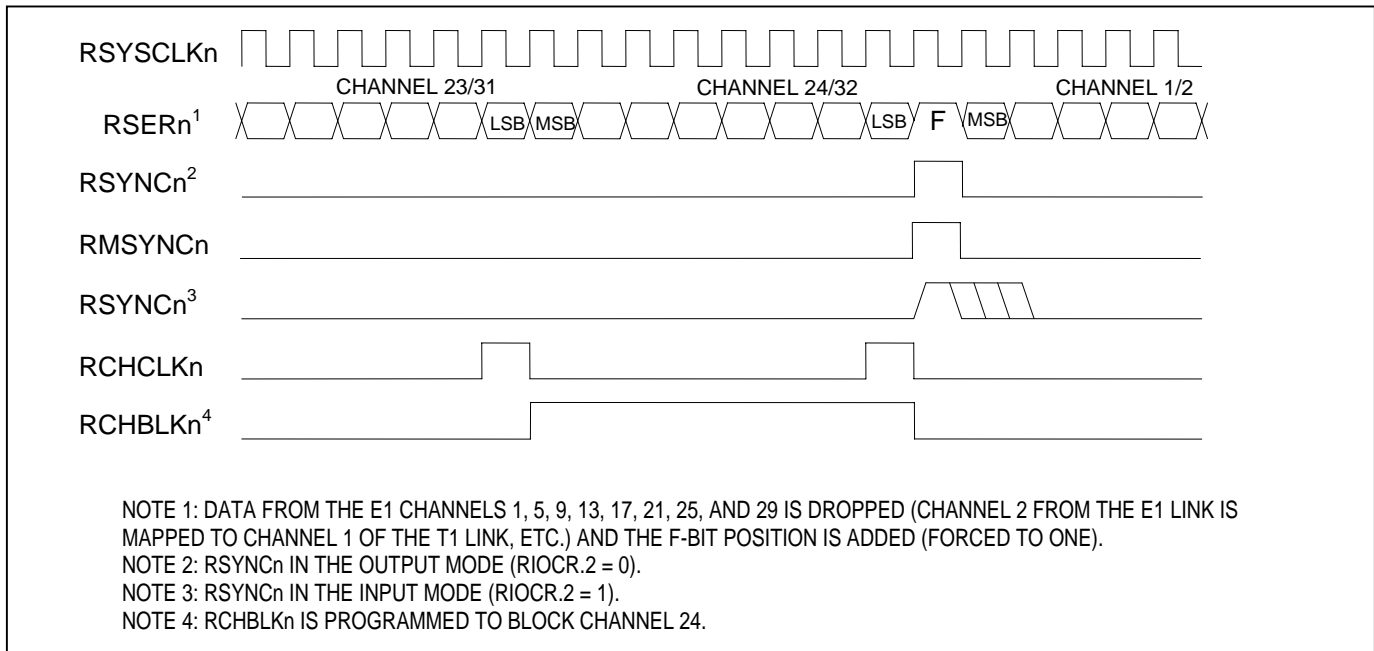 RSYSCLKn
CHANNEL 23/31 CHANNEL 24/32 CHANNEL 1/2
RSERn1 LSB MSB LSB F MSB
RSYNCn2
RMSYNCn
RSYNCn3
RCHCLKn
RCHBLKn4
NOTE 1: DATA FROM THE E1 CHANNELS 1, 5, 9, 13, 17, 21, 25, AND 29 IS DROPPED (CHANNEL 2 FROM THE E1 LINK IS
MAPPED TO CHANNEL 1 OF THE T1 LINK, ETC.) AND THE F-BIT POSITION IS ADDED (FORCED TO ONE).
NOTE 2: RSYNCn IN THE OUTPUT MODE (RIOCR.2 = 0).
NOTE 3: RSYNCn IN THE INPUT MODE (RIOCR.2 = 1).
NOTE 4: RCHBLKn IS PROGRAMMED TO BLOCK CHANNEL 24.